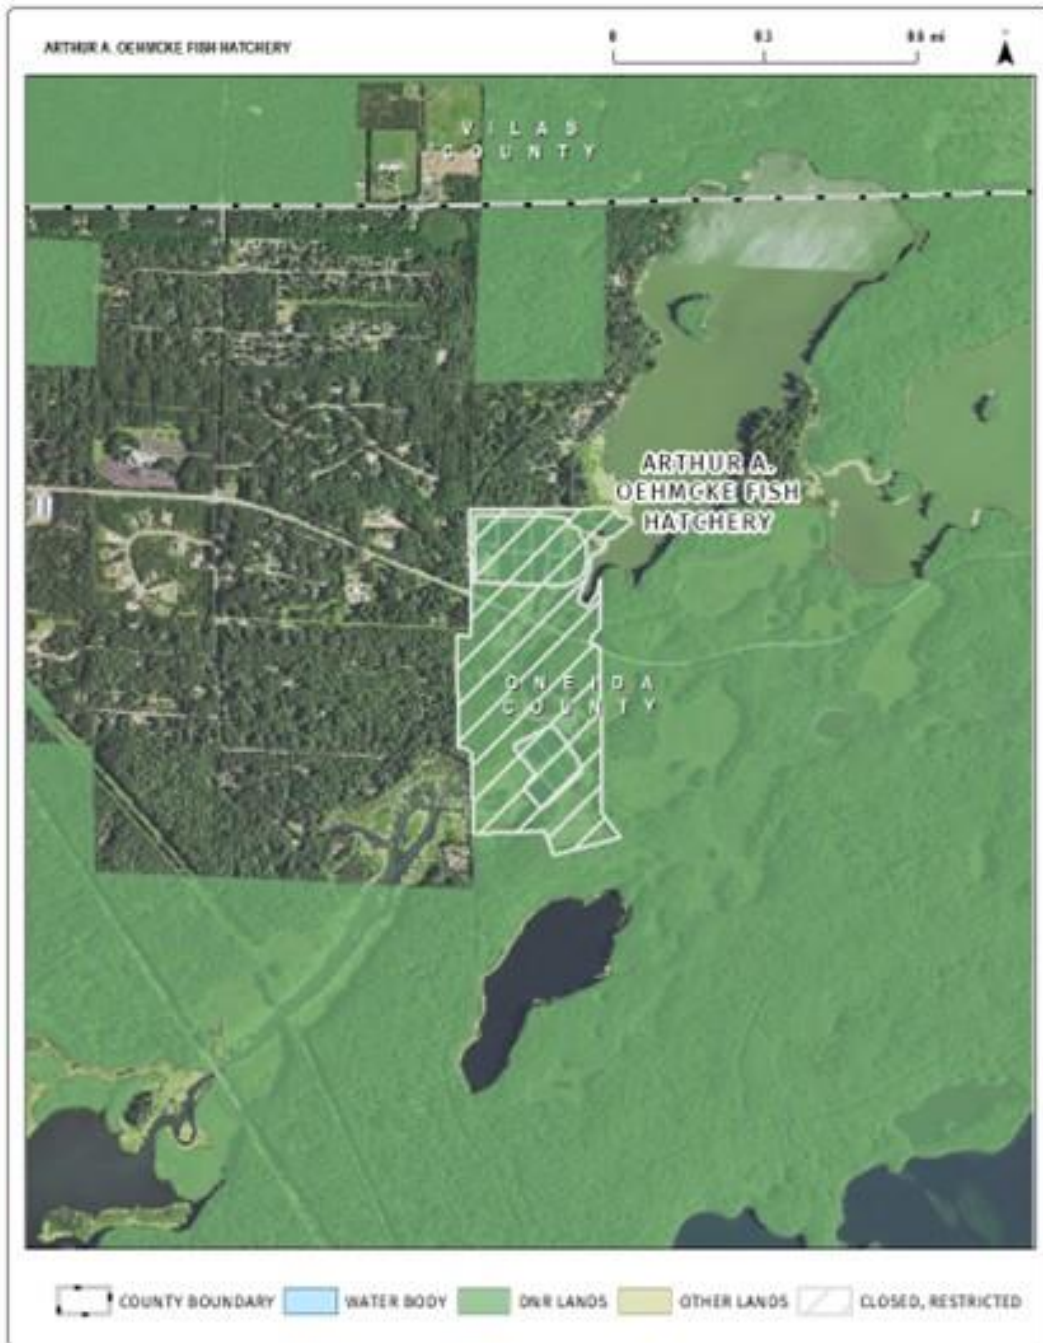 ARTHUR A. OEHMCKE FISH HATCHERY
0 0.3 0.6 mi
VILAS
COUNTY
ARTHUR A.
OEHMCKE FISH
HATCHERY
ONEIDA
COUNTY
COUNTY BOUNDARY WATER BODY DNR LANDS OTHER LANDS CLOSED, RESTRICTED